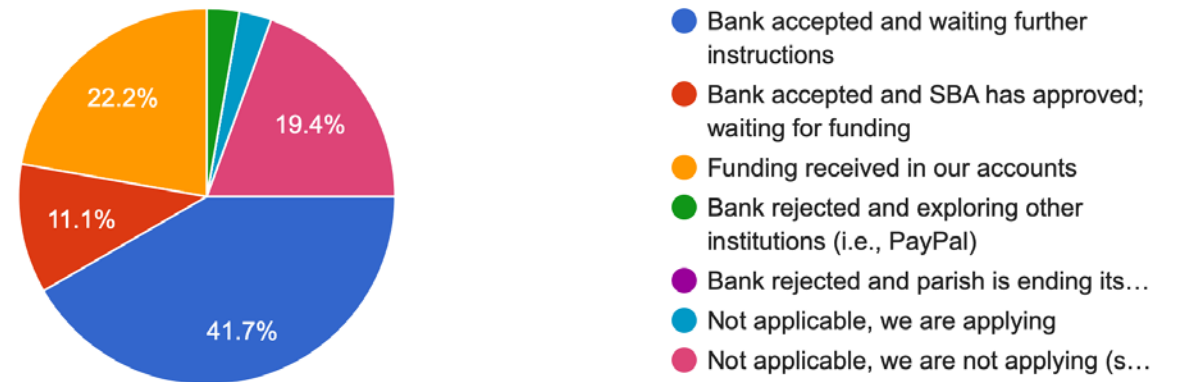 22.2%
19.4%
11.1%
41.7%
Bank accepted and waiting further
instructions
Bank accepted and SBA has approved;
waiting for funding
Funding received in our accounts
Bank rejected and exploring other
institutions (i.e., PayPal)
Bank rejected and parish is ending its…
Not applicable, we are applying
Not applicable, we are not applying (s…